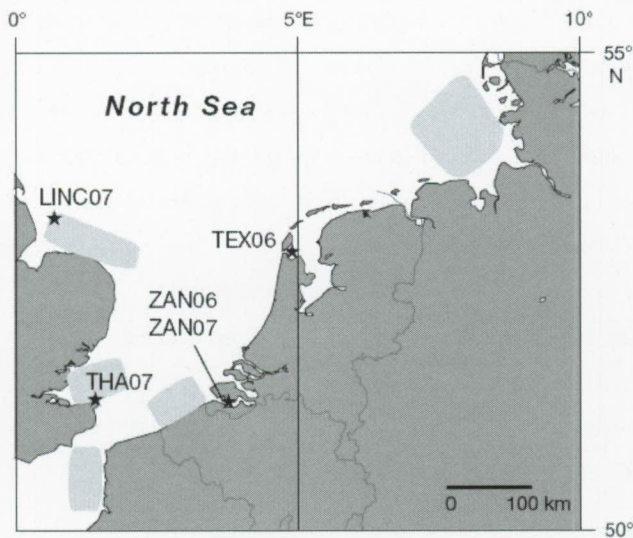 0°
5°E
10°
55°
N
North Sea
LINC07
TEX06
ZAN06
ZAN07
THA07
0 100 km
50°